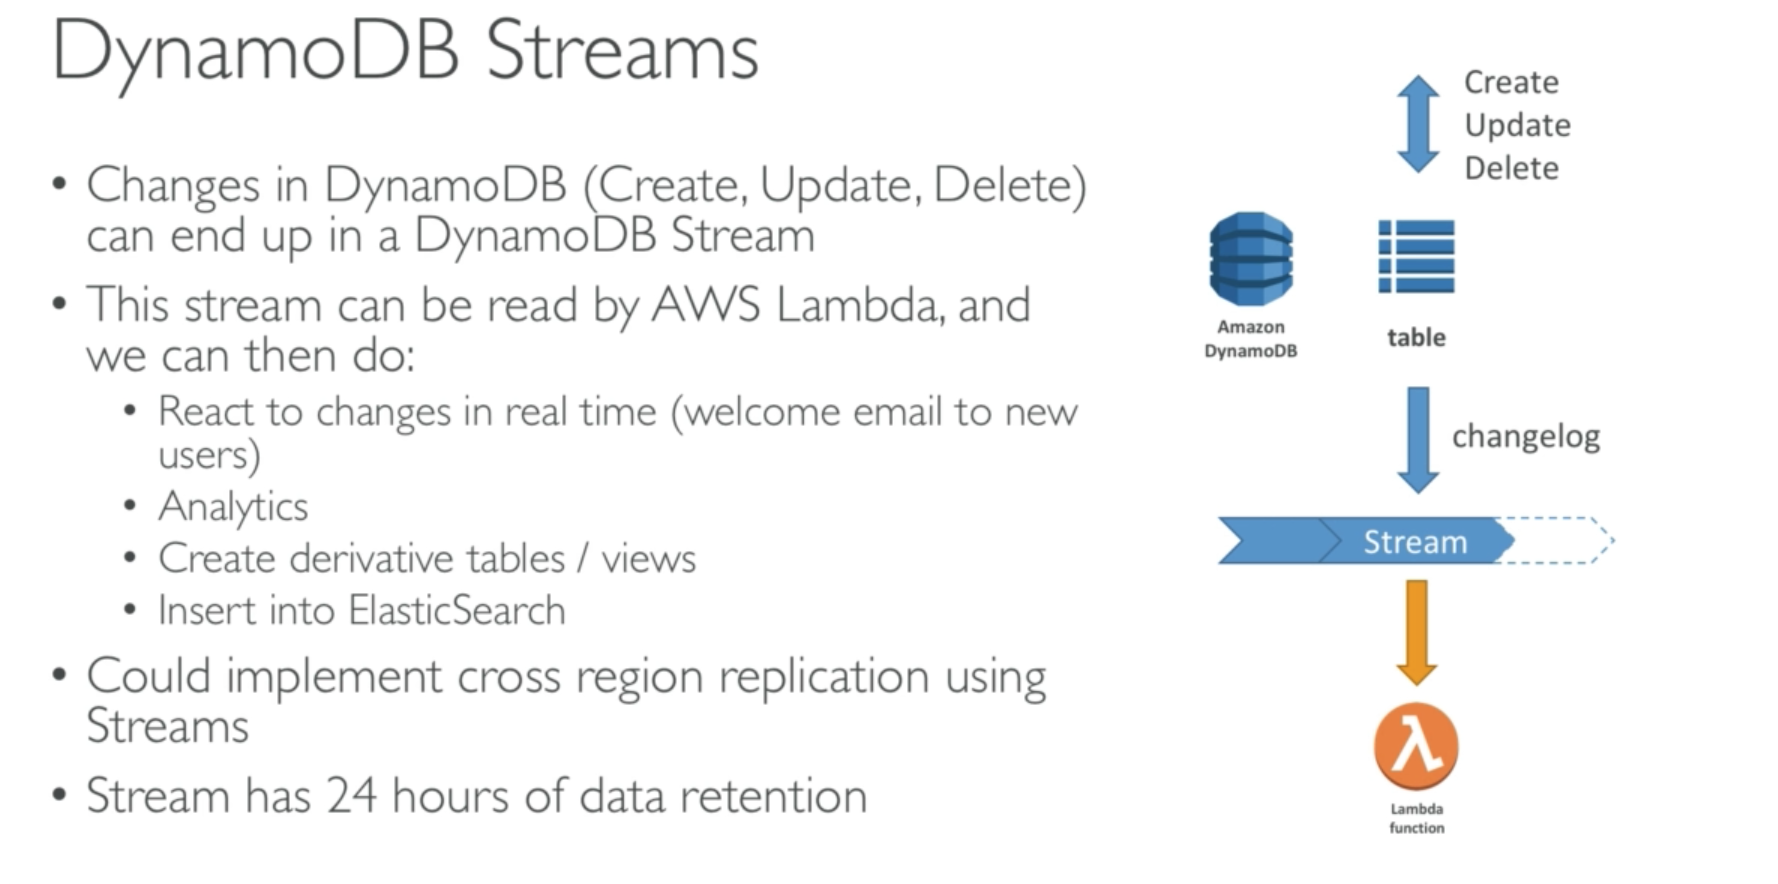 DynamoDB Streams
• Changes in DynamoDB (Create, Update, Delete)
can end up in a DynamoDB Stream
• This stream can be read by AWS Lambda, and
we can then do:
• React to changes in real time (welcome email to new
users)
• Analytics
• Create derivative tables / views
• Insert into ElasticSearch
• Could implement cross region replication using
Streams
• Stream has 24 hours of data retention
Create
Update
Delete
Amazon
DynamoDB
table
changelog
Stream
Lambda
function